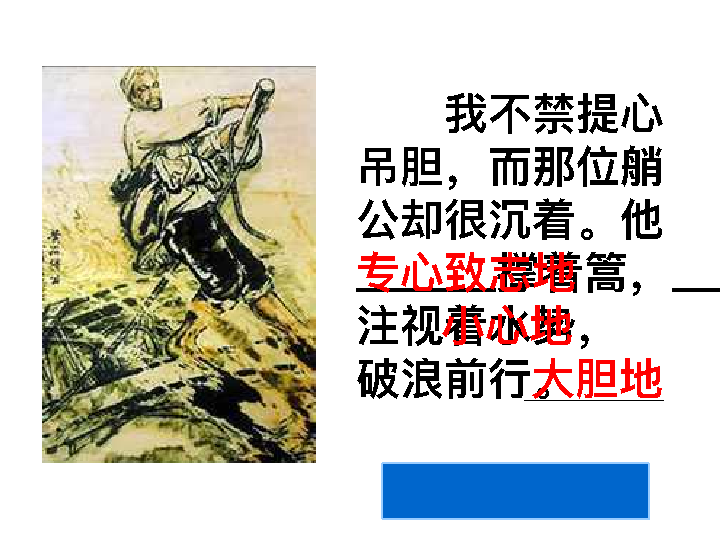 我不禁提心
吊胆，而那位艄
公却很沉着。他
专心致志地撑着篙，
小心地
注视着水势，
大胆地
破浪前行。